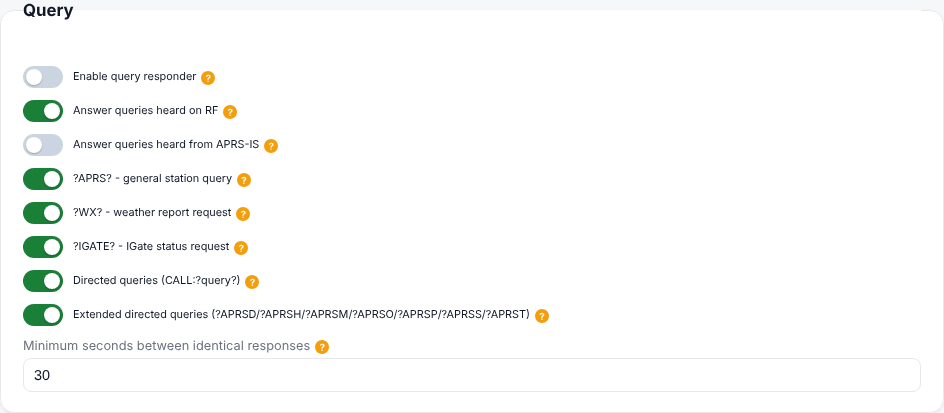 Query
Enable query responder ?
Answer queries heard on RF ?
Answer queries heard from APRS-IS ?
?APRS? - general station query ?
?WX? - weather report request ?
?IGATE? - IGate status request ?
Directed queries (CALL:?query?) ?
Extended directed queries (?APRSD/?APRSH/?APRSM/?APRSO/?APRSP/?APRSS/?APRST) ?
Minimum seconds between identical responses ?
30